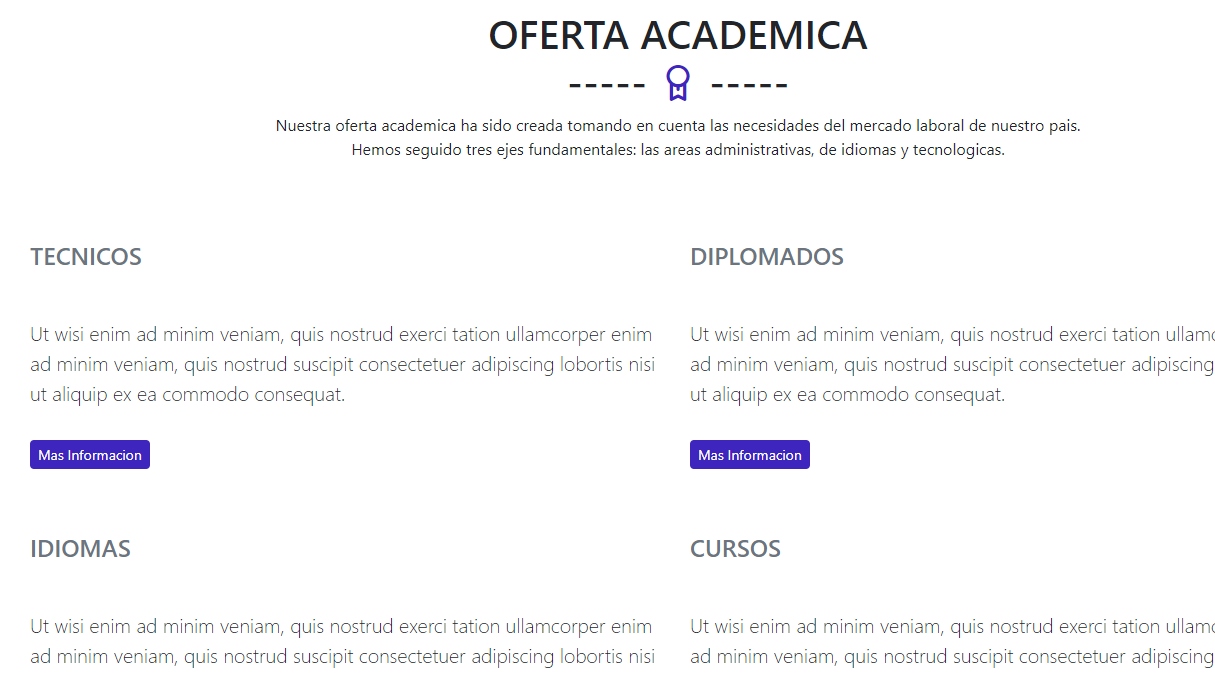 OFERTA ACADEMICA
----- -----
Nuestra oferta academica ha sido creada tomando en cuenta las necesidades del mercado laboral de nuestro pais.
Hemos seguido tres ejes fundamentales: las areas administrativas, de idiomas y tecnologicas.
TECNICOS
Ut wisi enim ad minim veniam, quis nostrud exerci tation ullamcorper enim
ad minim veniam, quis nostrud suscipit consectetuer adipiscing lobortis nisi
ut aliquip ex ea commodo consequat.
Mas Informacion
DIPLOMADOS
Ut wisi enim ad minim veniam, quis nostrud exerci tation
ad minim veniam, quis nostrud suscipit consectetuer adipiscing
ut aliquip ex ea commodo consequat.
Mas Informacion
IDIOMAS
Ut wisi enim ad minim veniam, quis nostrud exerci tation ullamcorper enim
ad minim veniam, quis nostrud suscipit consectetuer adipiscing lobortis nisi
CURSOS
Ut wisi enim ad minim veniam, quis nostrud exerci tation
ad minim veniam, quis nostrud suscipit consectetuer adipiscing